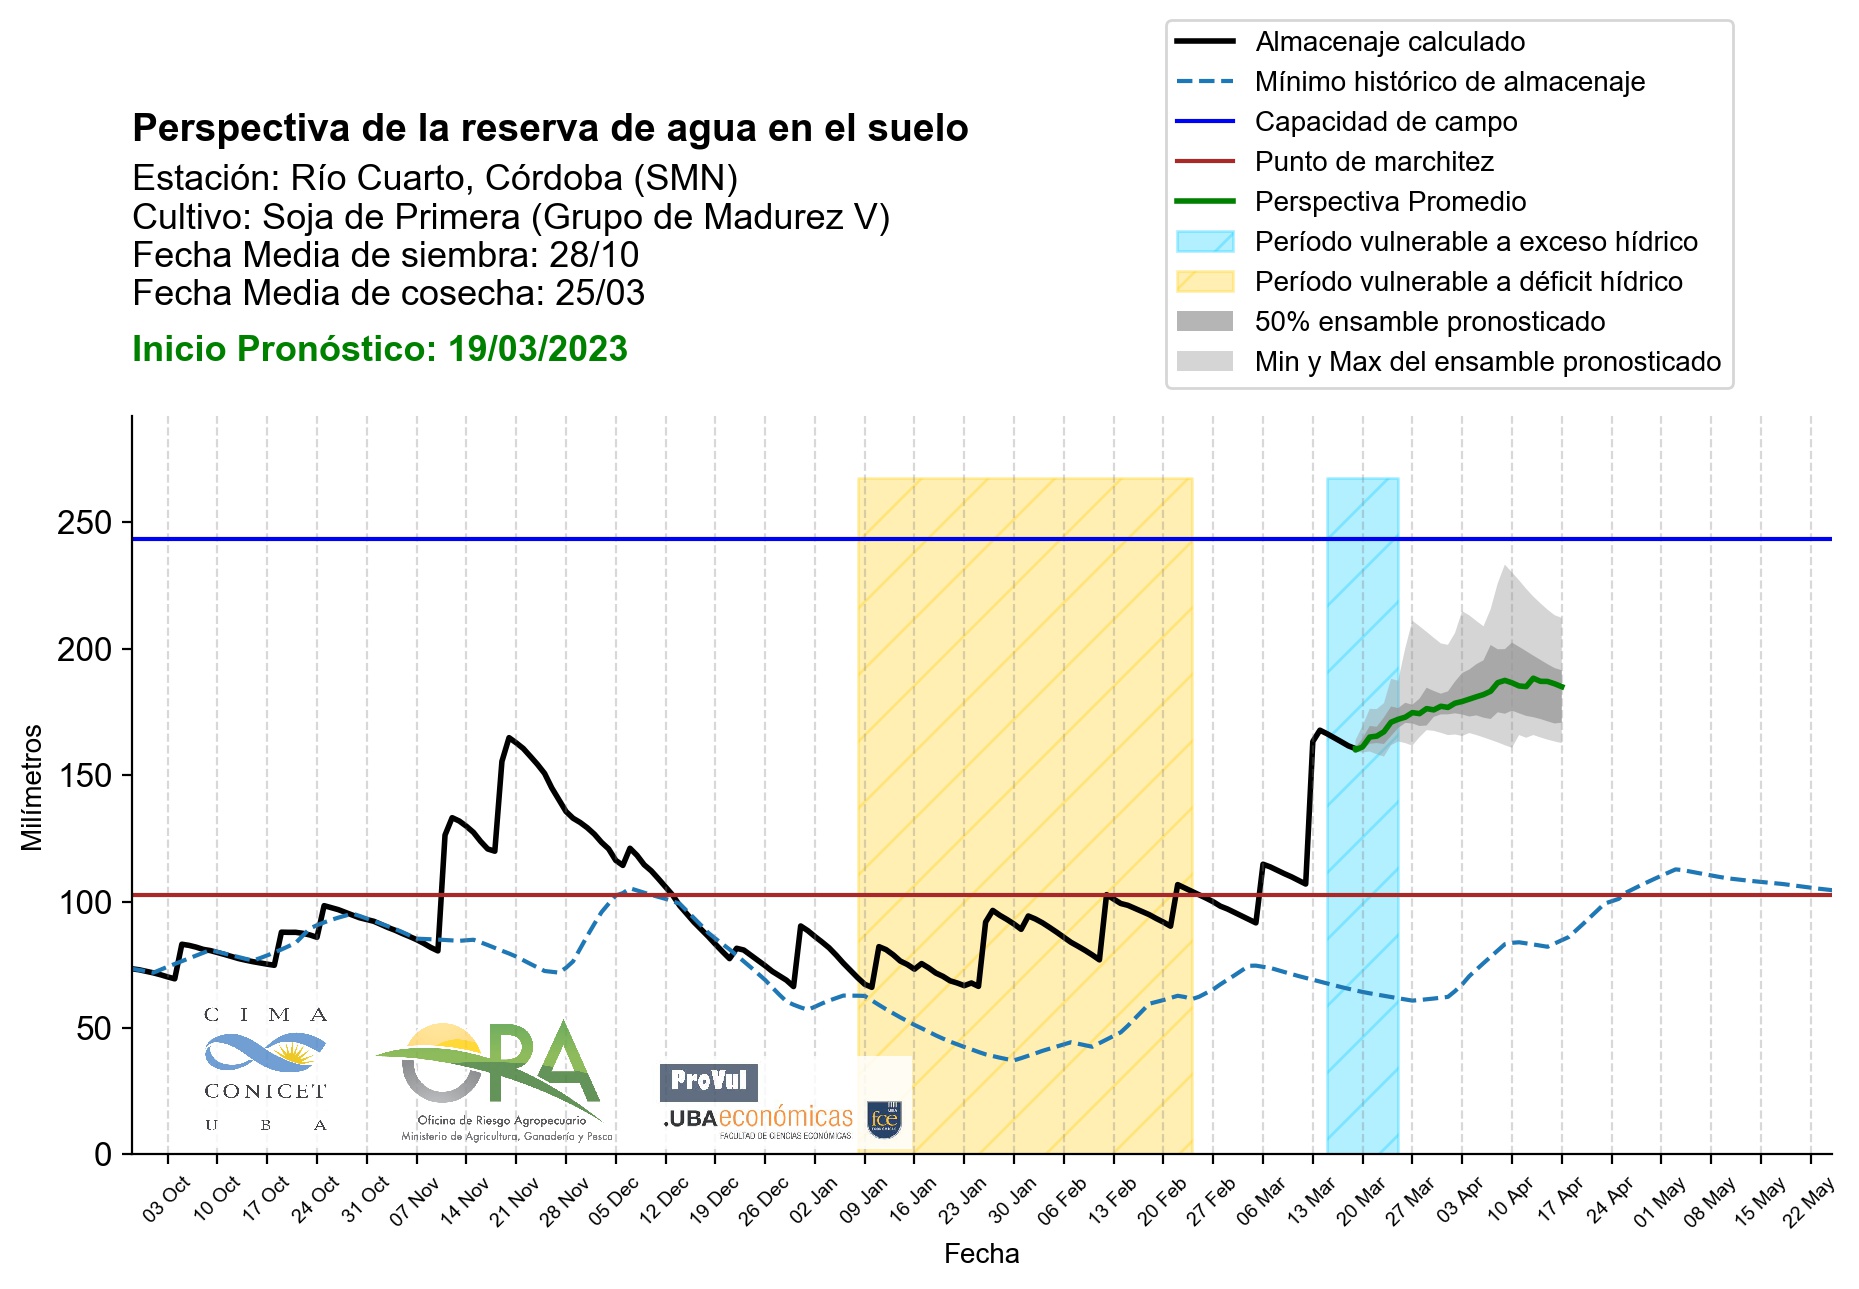 Almacenaje calculado
Mínimo histórico de almacenaje
Capacidad de campo
Punto de marchitez
Perspectiva Promedio
Período vulnerable a exceso hídrico
Período vulnerable a déficit hídrico
50% ensamble pronosticado
Min y Max del ensamble pronosticado
Perspectiva de la reserva de agua en el suelo
Estación: Río Cuarto, Córdoba (SMN)
Cultivo: Soja de Primera (Grupo de Madurez V)
Fecha Media de siembra: 28/10
Fecha Media de cosecha: 25/03
Inicio Pronóstico: 19/03/2023
Milímetros
250
200
150
100
50
0
CIMA
CONICET
UBA
ORA
Oficina de Riesgo Agropecuario
Ministerio de Agricultura, Ganadería y Pesca
ProVul
.UBAeconómicas
FACULTAD DE CIENCIAS ECONÓMICAS
fce
03 Oct
10 Oct
17 Oct
24 Oct
31 Oct
07 Nov
14 Nov
21 Nov
28 Nov
05 Dec
12 Dec
19 Dec
26 Dec
02 Jan
09 Jan
16 Jan
23 Jan
30 Jan
06 Feb
13 Feb
20 Feb
27 Feb
06 Mar
13 Mar
20 Mar
27 Mar
03 Apr
10 Apr
17 Apr
24 Apr
01 May
08 May
15 May
22 May
Fecha